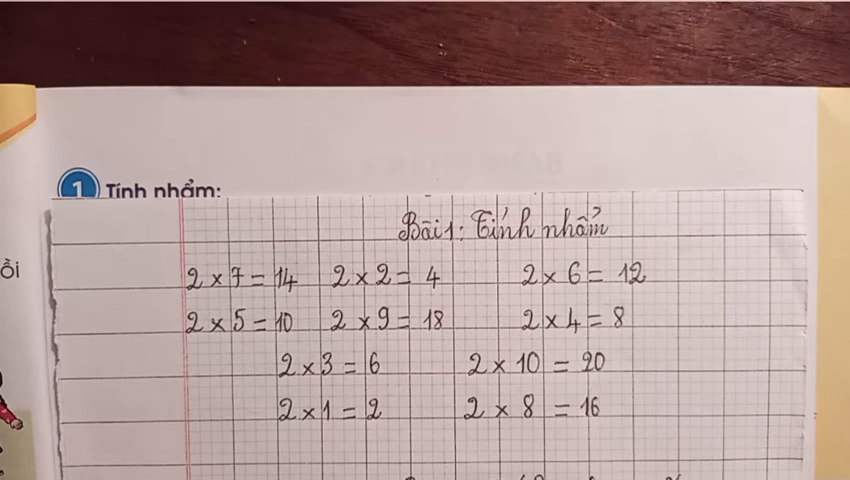 1 Tính nhẩm:
Bài 1: Tính nhẩm
ồi
2 x 7 = 14 2 x 2 = 4 2 x 6 = 12
2 x 5 = 10 2 x 9 = 18 2 x 4 = 8
2 x 3 = 6 2 x 10 = 20
2 x 1 = 2 2 x 8 = 16